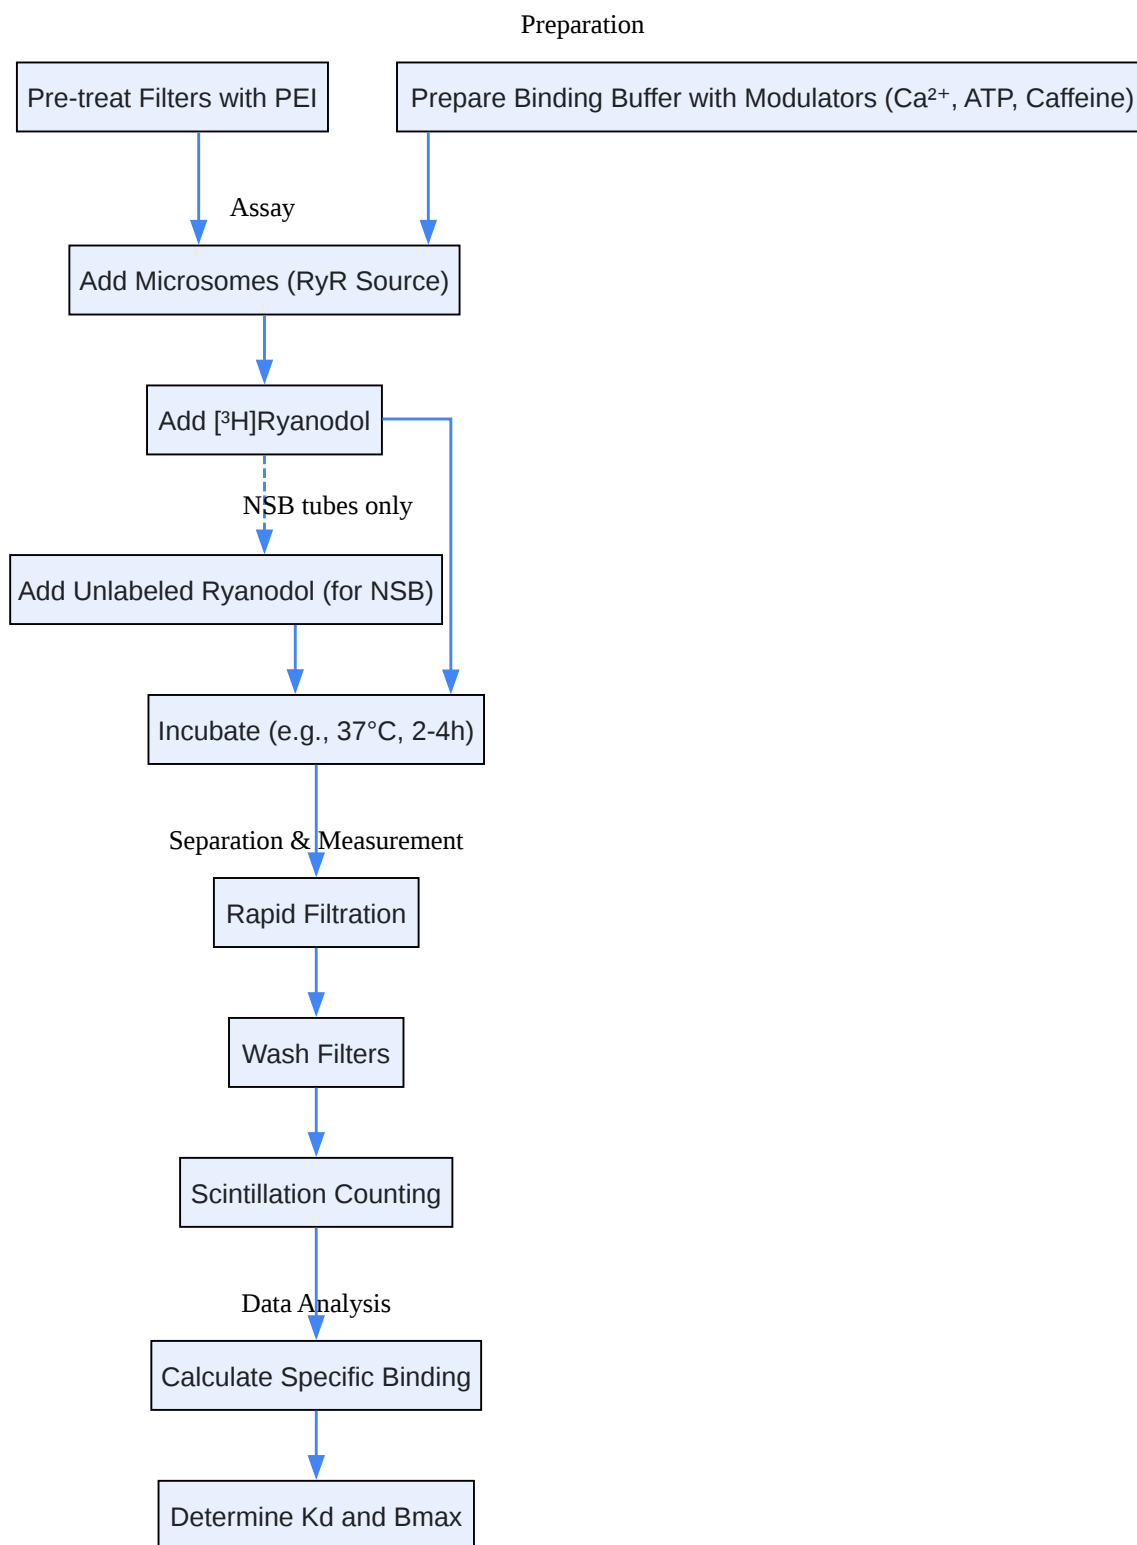 Preparation
Pre-treat Filters with PEI
Prepare Binding Buffer with Modulators (Ca²⁺, ATP, Caffeine)
Assay
Add Microsomes (RyR Source)
Add [³H]Ryanodol
NSB tubes only
Add Unlabeled Ryanodol (for NSB)
Incubate (e.g., 37°C, 2-4h)
Separation & Measurement
Rapid Filtration
Wash Filters
Scintillation Counting
Data Analysis
Calculate Specific Binding
Determine Kd and Bmax